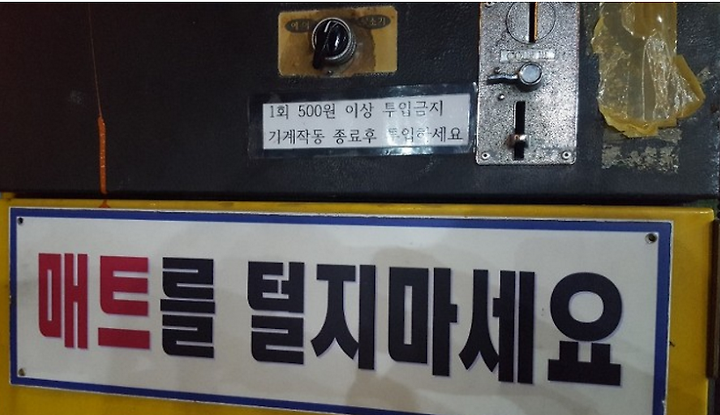 1회 500원 이상 투입금지
기계작동 종료후 투입하세요
매트를 털지마세요